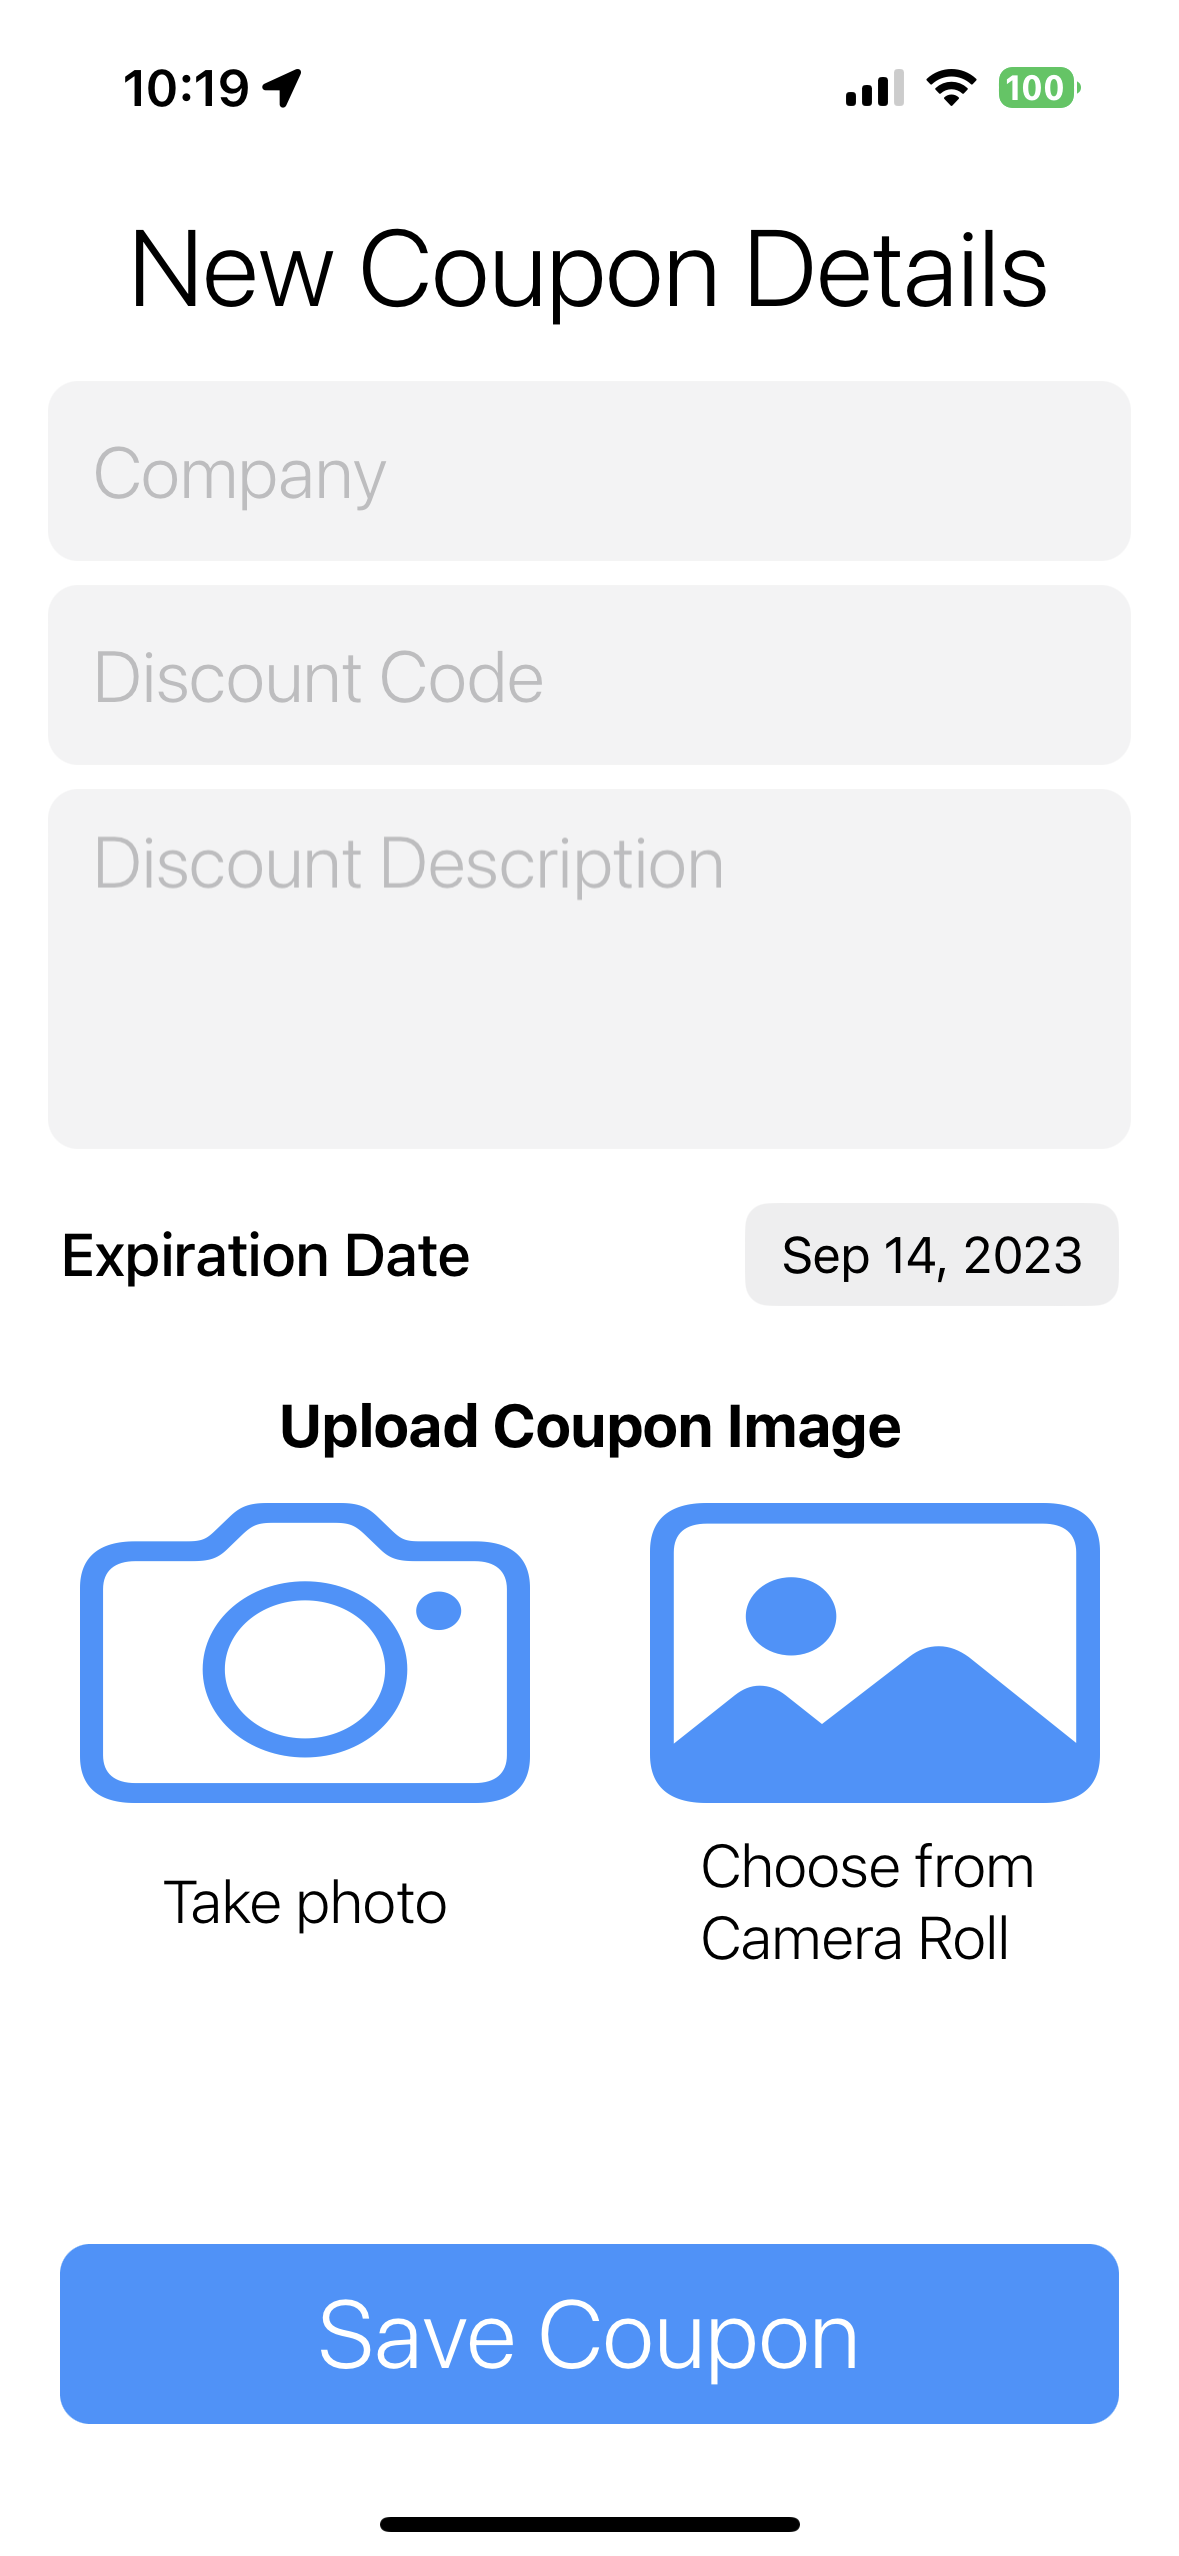 10:19
100
New Coupon Details
Company
Discount Code
Discount Description
Expiration Date
Sep 14, 2023
Upload Coupon Image
Take photo
Choose from
Camera Roll
Save Coupon